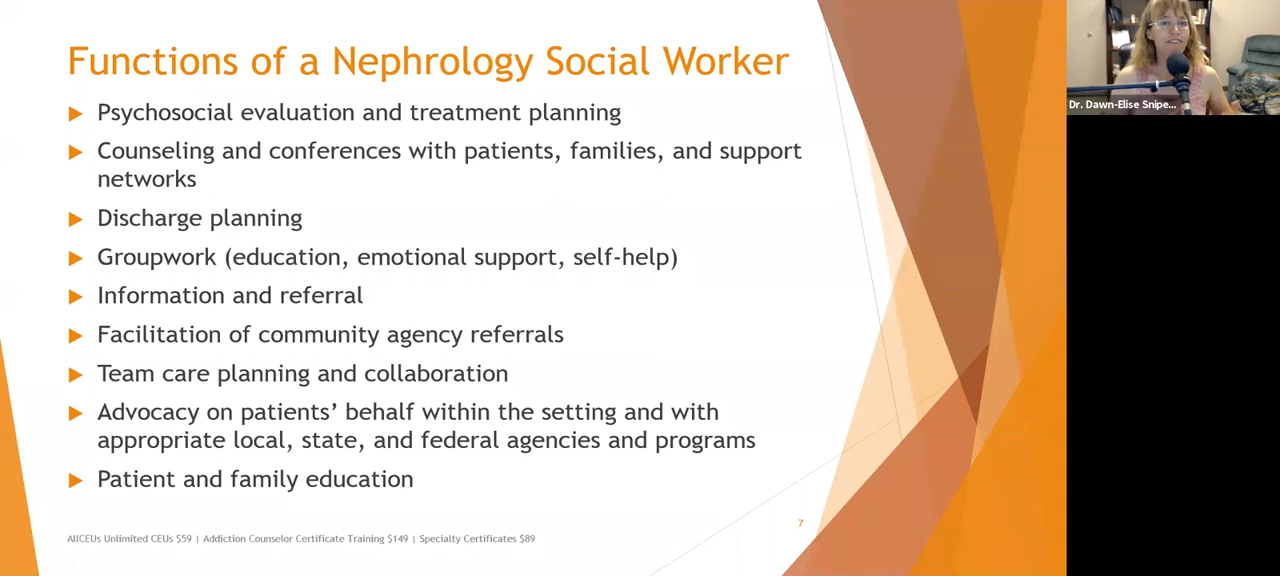 Functions of a Nephrology Social Worker
Psychosocial evaluation and treatment planning
Counseling and conferences with patients, families, and support
networks
Discharge planning
Groupwork (education, emotional support, self-help)
Information and referral
Facilitation of community agency referrals
Team care planning and collaboration
Advocacy on patients’ behalf within the setting and with
appropriate local, state, and federal agencies and programs
Patient and family education
7
AllCEUs Unlimited CEUs $59 | Addiction Counselor Certificate Training $149 | Specialty Certificates $89
Dr. Dawn-Elise Snipe...